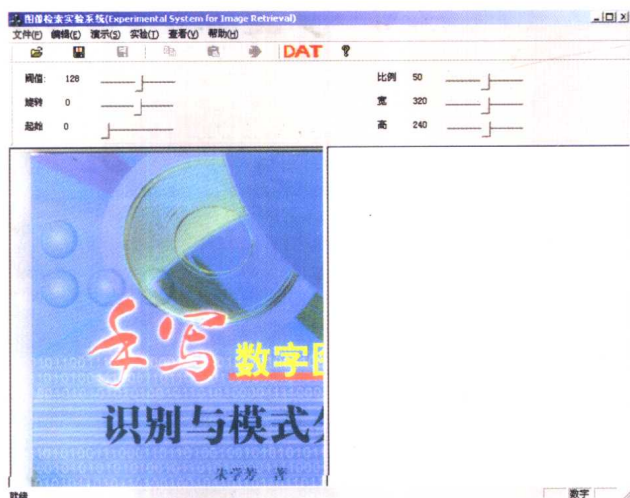 图像检索实验系统(Experimental System for Image Retrieval)
文件(F) 编辑(E) 演示(S) 实验(T) 查看(V) 帮助(H)
DAT
阈值: 128
比例 50
旋转 0
宽 320
起始 0
高 240
手写
数字
识别与模式
朱学芳 著
就绪
数字